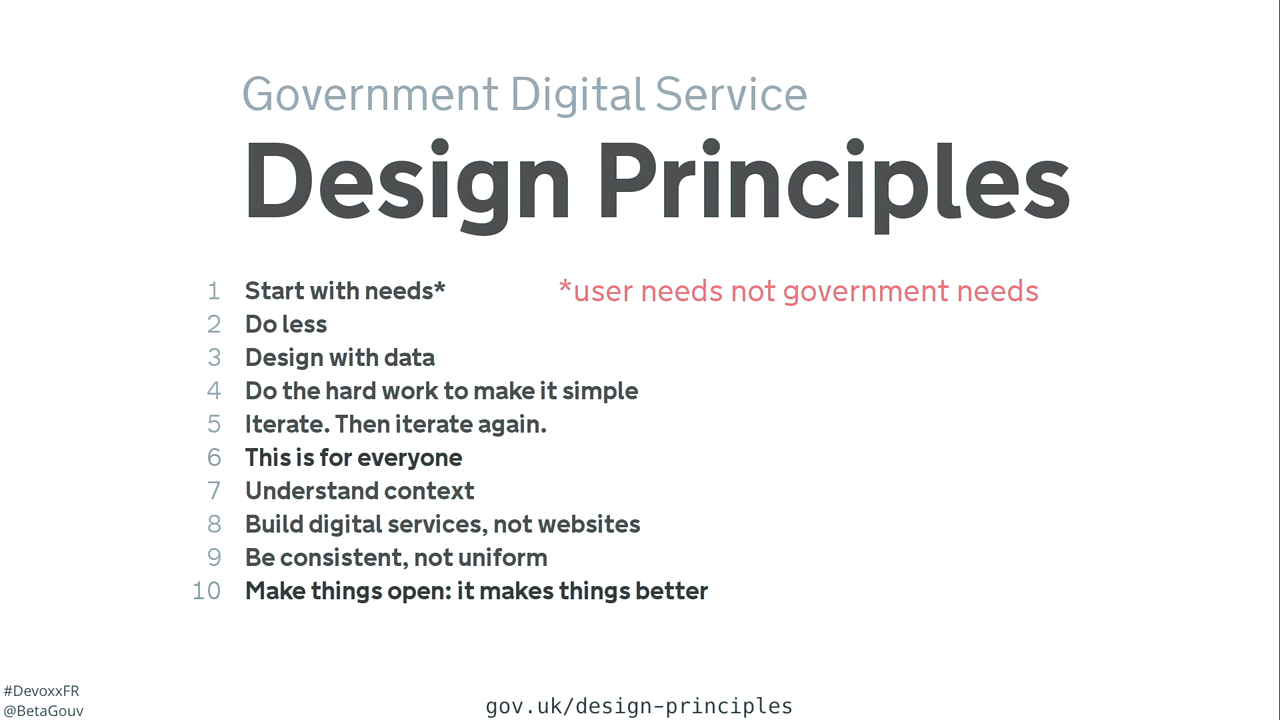 Government Digital Service
Design Principles
1 Start with needs* *user needs not government needs
2 Do less
3 Design with data
4 Do the hard work to make it simple
5 Iterate. Then iterate again.
6 This is for everyone
7 Understand context
8 Build digital services, not websites
9 Be consistent, not uniform
10 Make things open: it makes things better
#DevoxxFR
@BetaGouv
gov.uk/design-principles